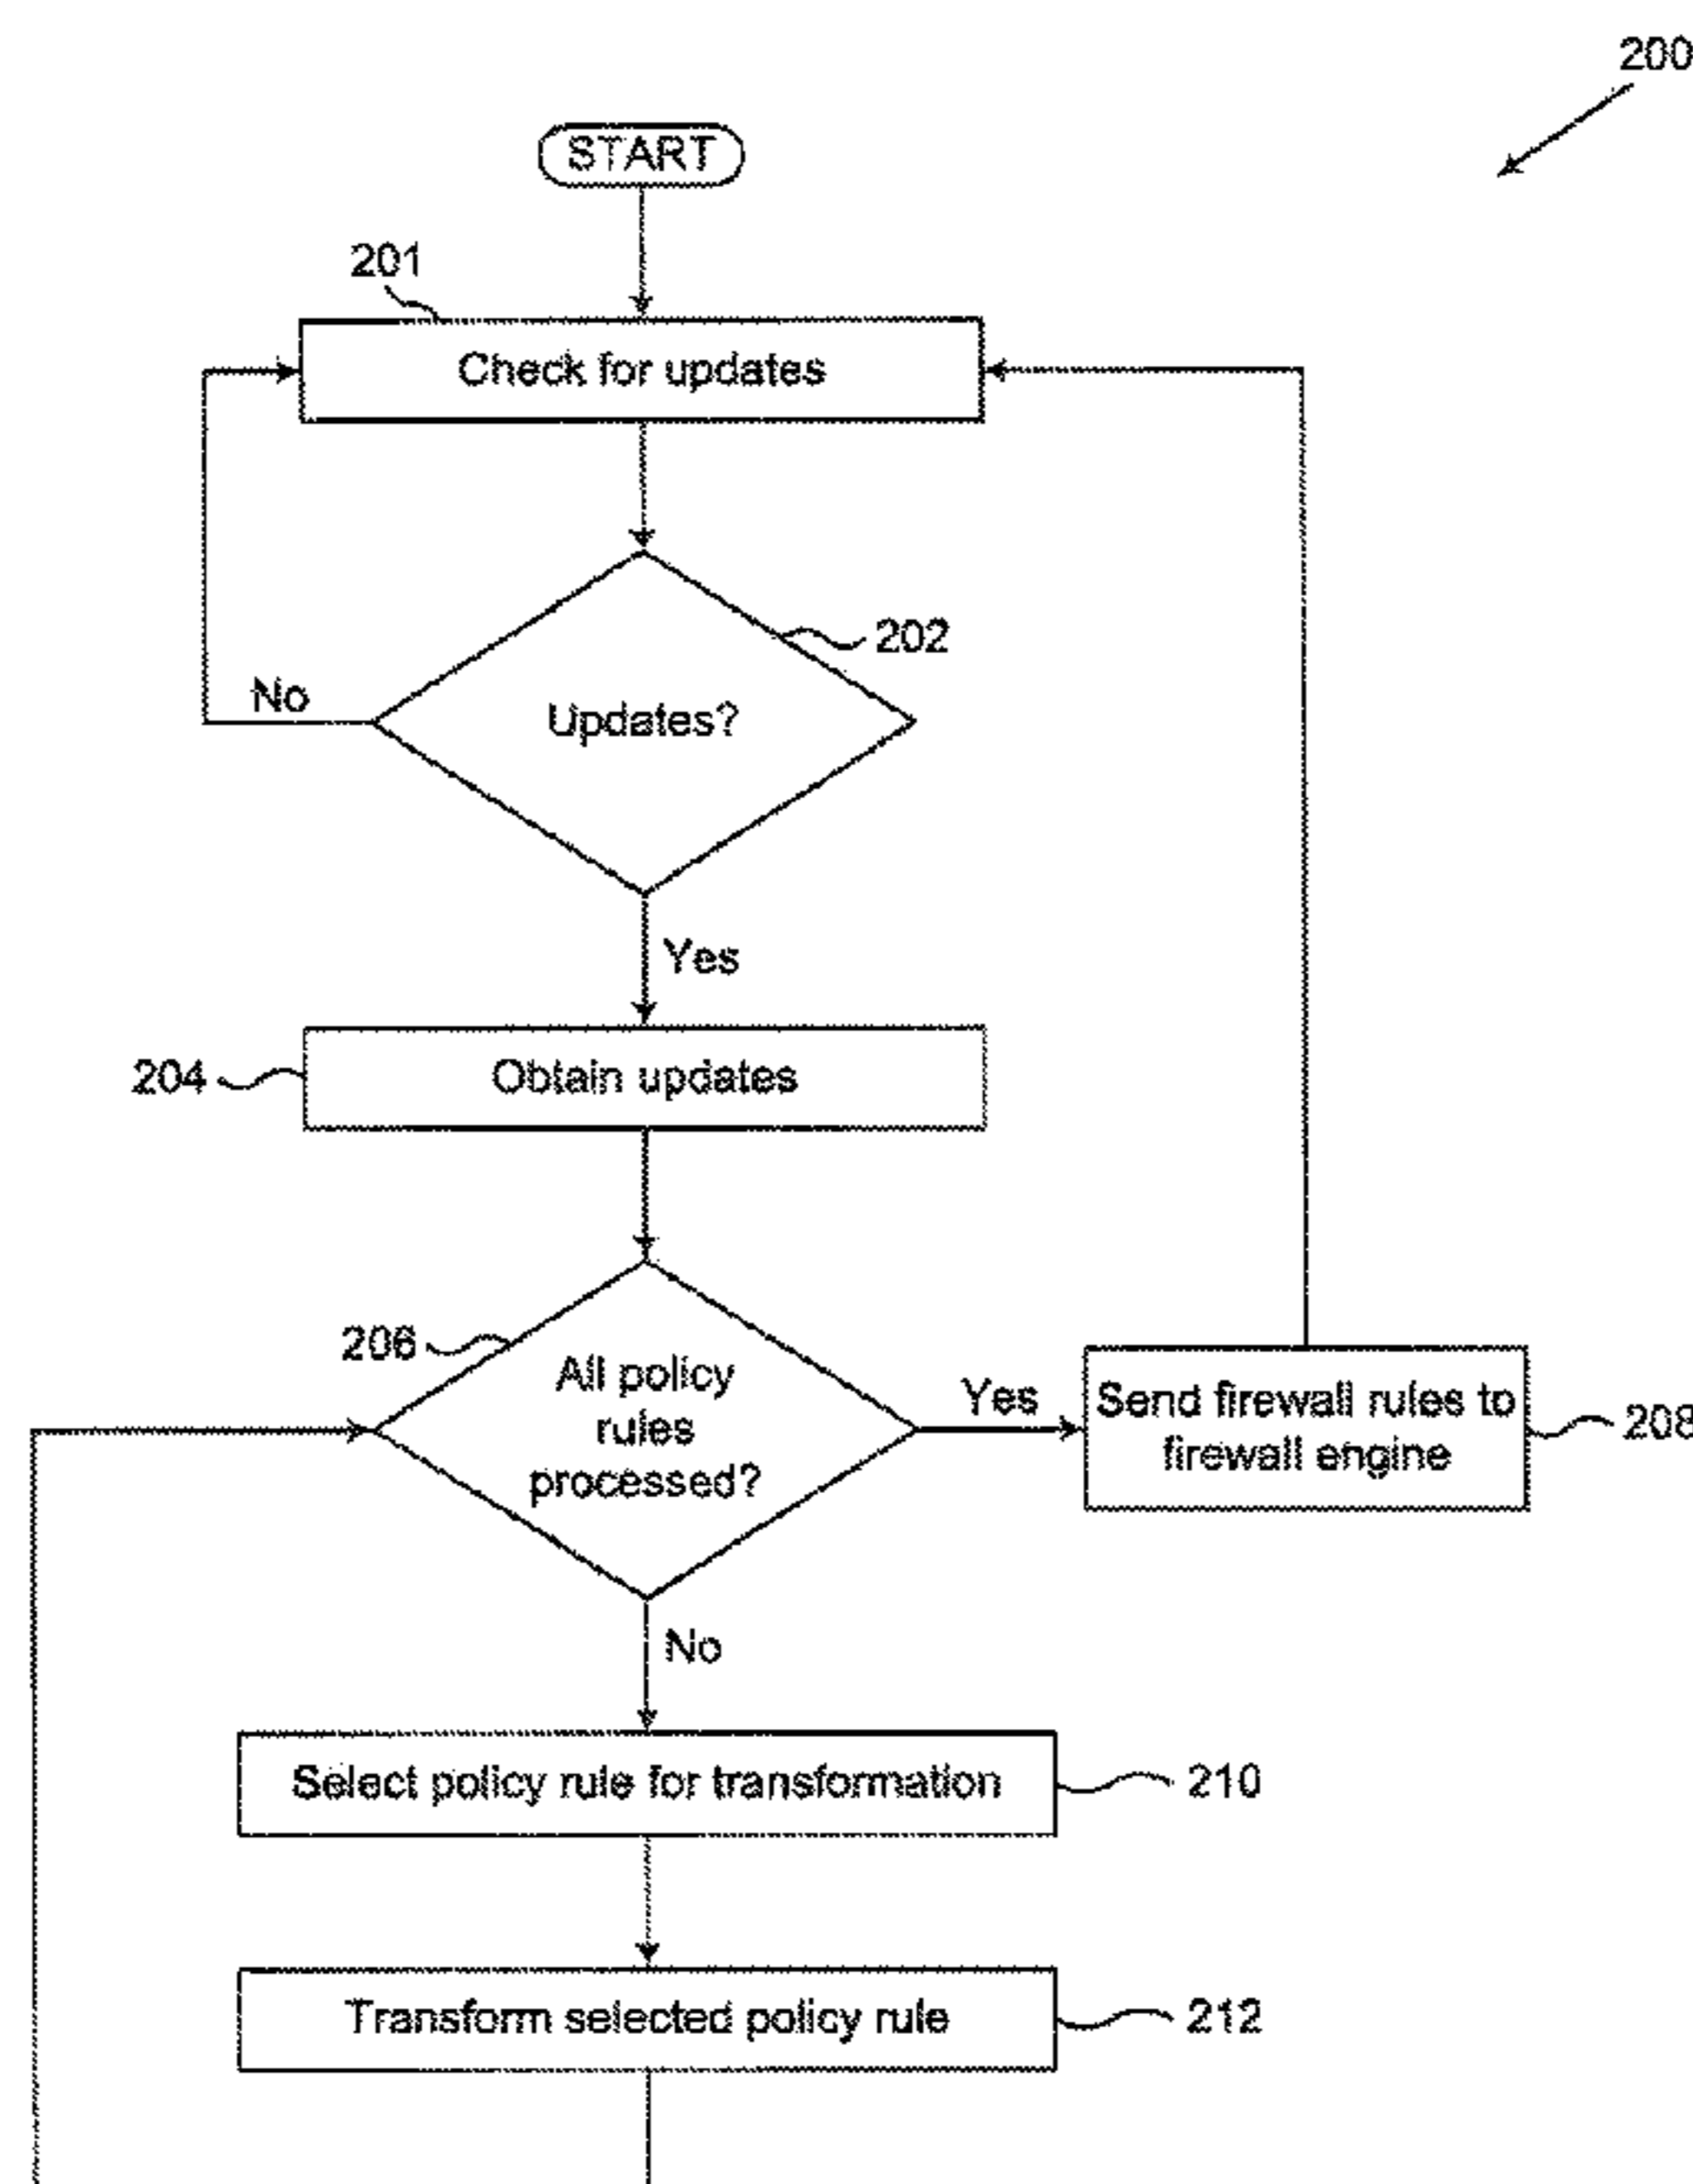 200
START
201
Check for updates
202
No
Updates?
Yes
204
Obtain updates
206
All policy
rules
processed?
Yes
Send firewall rules to
firewall engine
208
No
Select policy rule for transformation
210
Transform selected policy rule
212